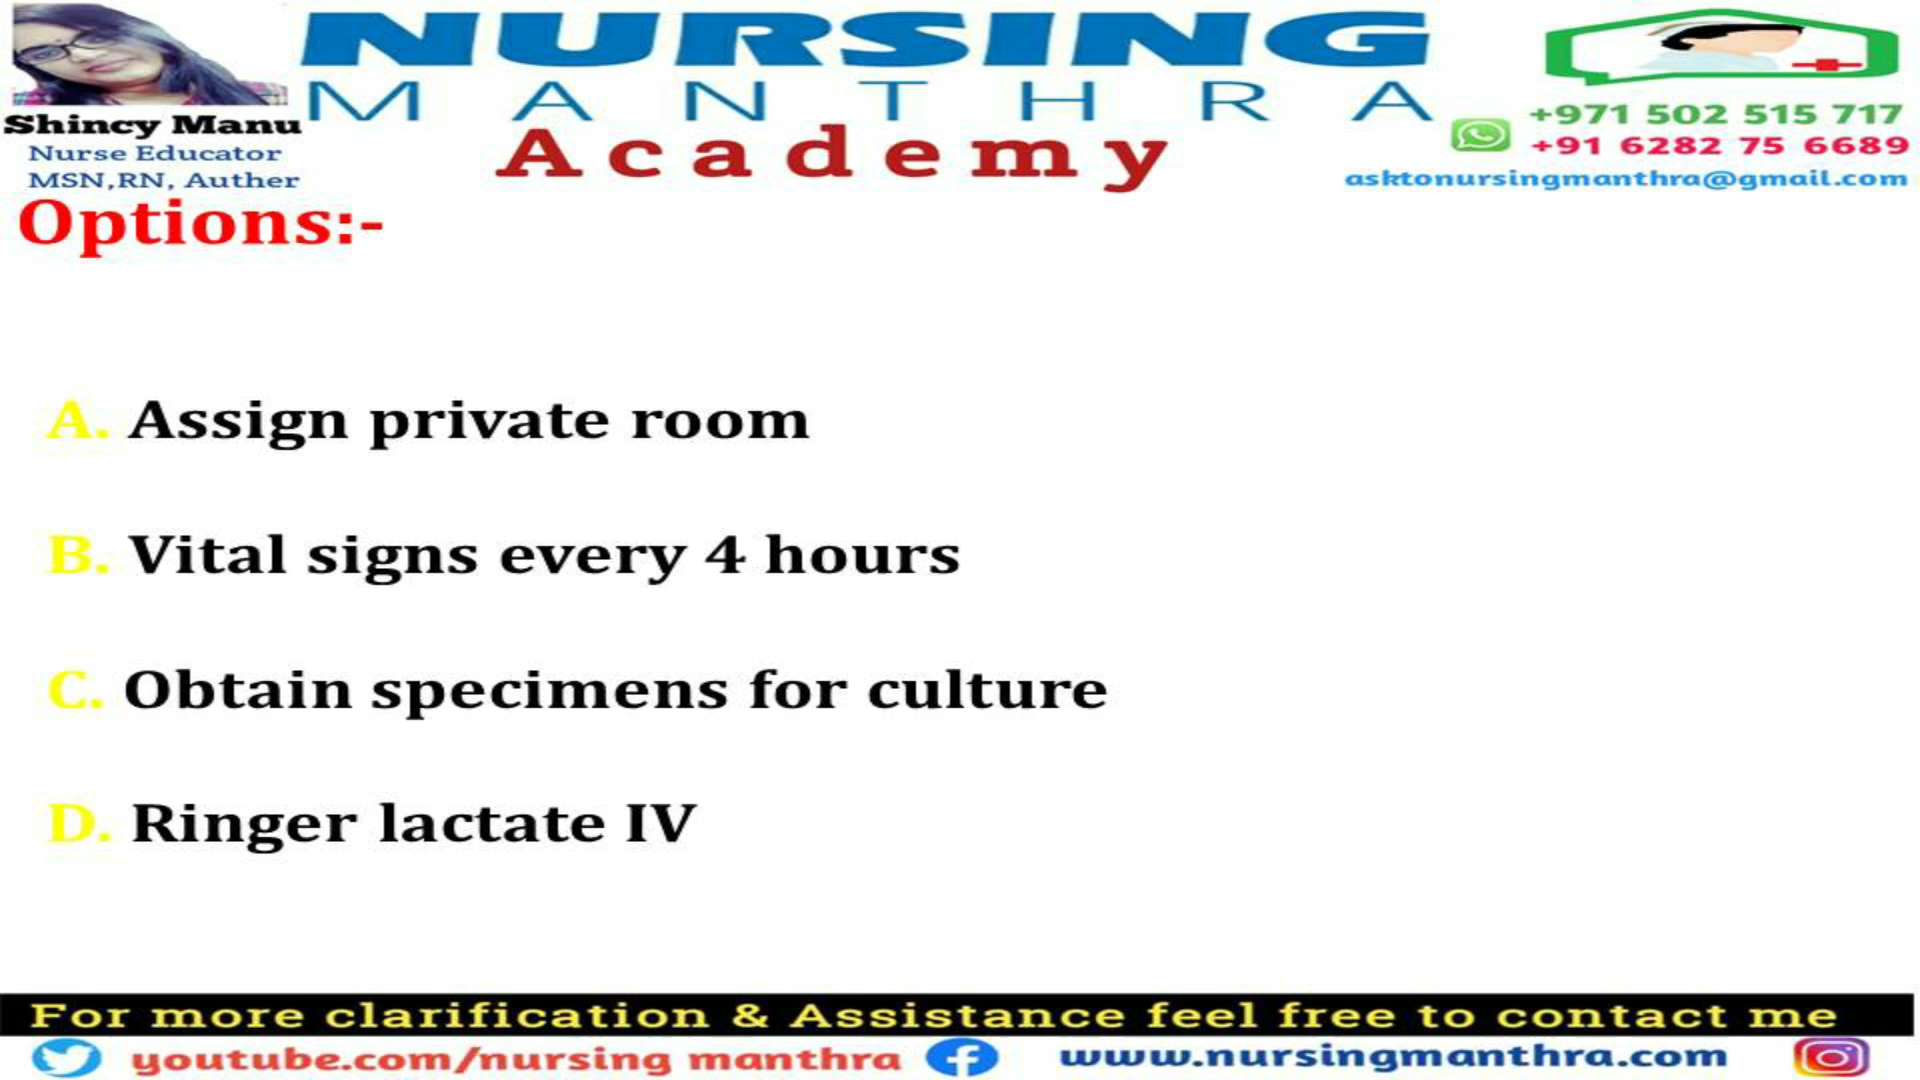 NURSING
MANTHRA
Academy
Shincy Manu
Nurse Educator
MSN,RN, Auther
+971 502 515 717
+91 6282 75 6689
asktonursingmanthra@gmail.com
Options:-
A. Assign private room
B. Vital signs every 4 hours
C. Obtain specimens for culture
D. Ringer lactate IV
For more clarification & Assistance feel free to contact me
youtube.com/nursing manthra
www.nursingmanthra.com